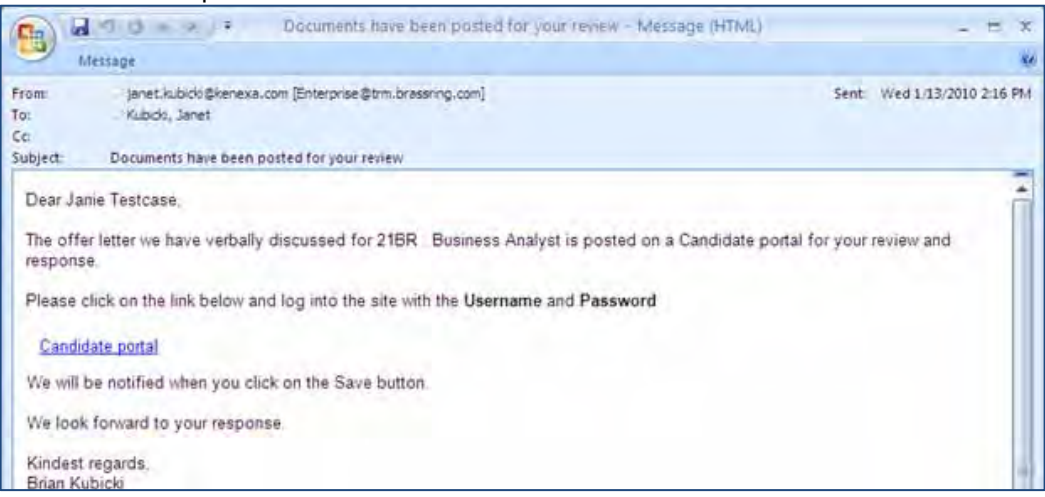 Documents have been posted for your review - Message (HTML)
Message
From: janet.kubicki@kenexa.com [Enterprise@trm.brassring.com] Sent: Wed 1/13/2010 2:16 PM
To: Kubicki, Janet
Cc:
Subject: Documents have been posted for your review
Dear Janie Testcase,
The offer letter we have verbally discussed for 21BR : Business Analyst is posted on a Candidate portal for your review and
response.
Please click on the link below and log into the site with the Username and Password
Candidate portal
We will be notified when you click on the Save button.
We look forward to your response.
Kindest regards,
Brian Kubicki